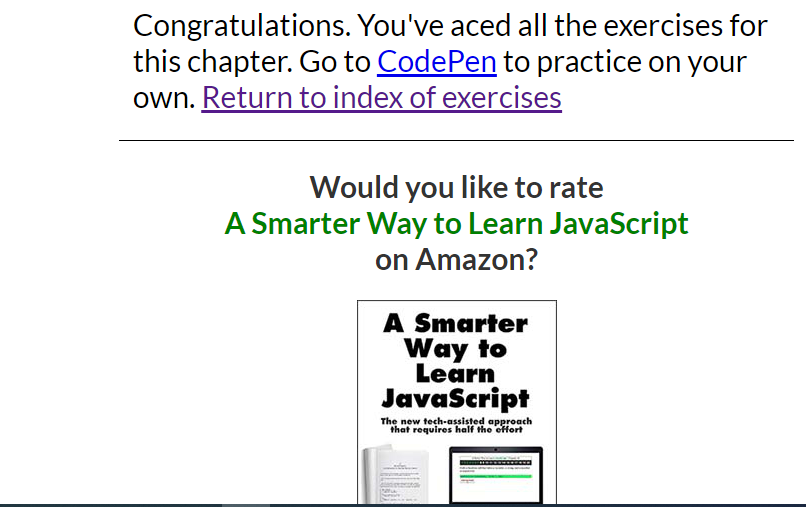 Congratulations. You've aced all the exercises for
this chapter. Go to CodePen to practice on your
own. Return to index of exercises
Would you like to rate
A Smarter Way to Learn JavaScript
on Amazon?
A Smarter
Way to
Learn
JavaScript
The new tech-assisted approach
that requires half the effort